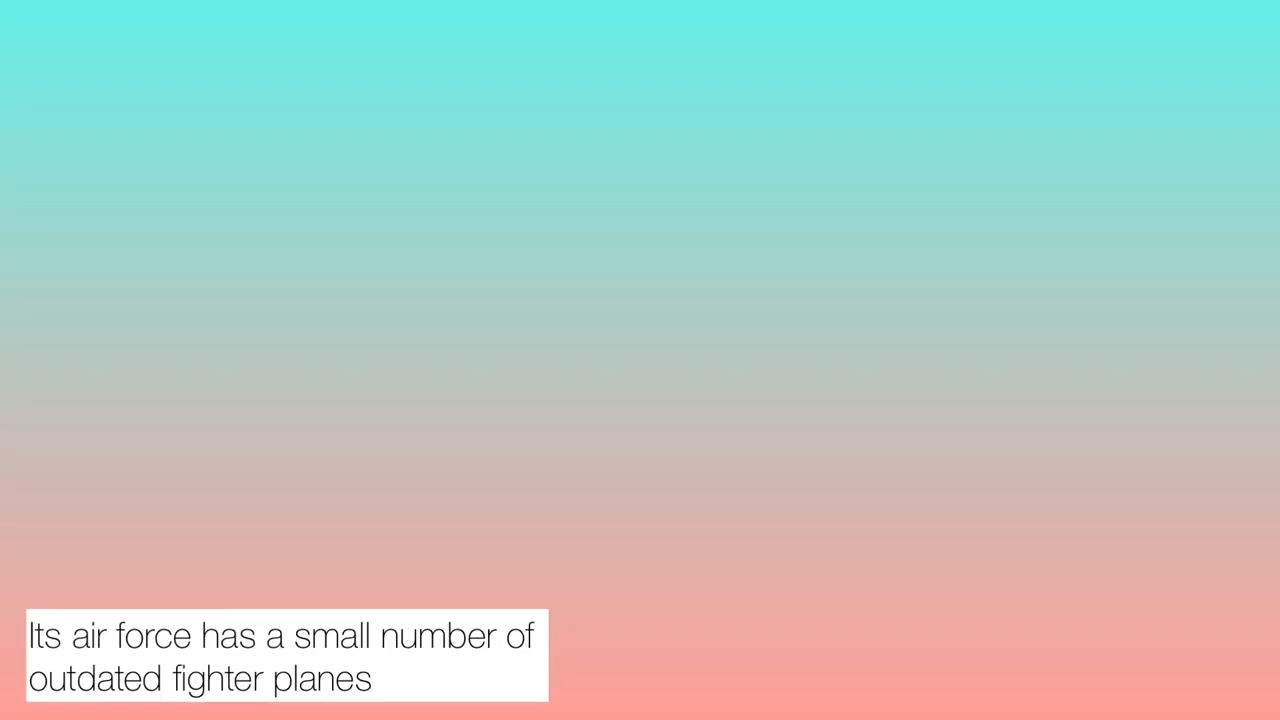 Its air force has a small number of
outdated fighter planes